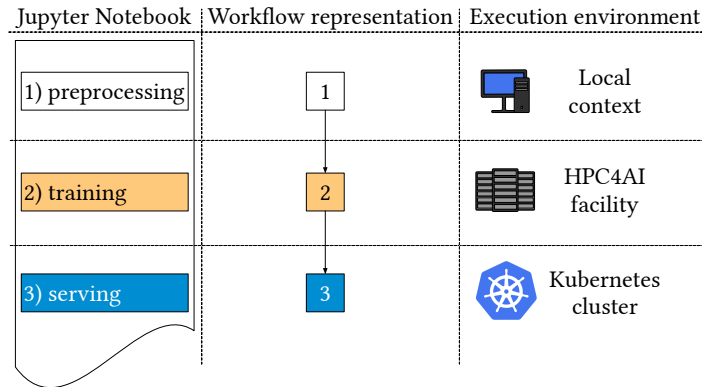 Jupyter Notebook Workflow representation Execution environment
1) preprocessing 1 Local
context
2) training 2 HPC4AI
facility
3) serving 3 Kubernetes
cluster